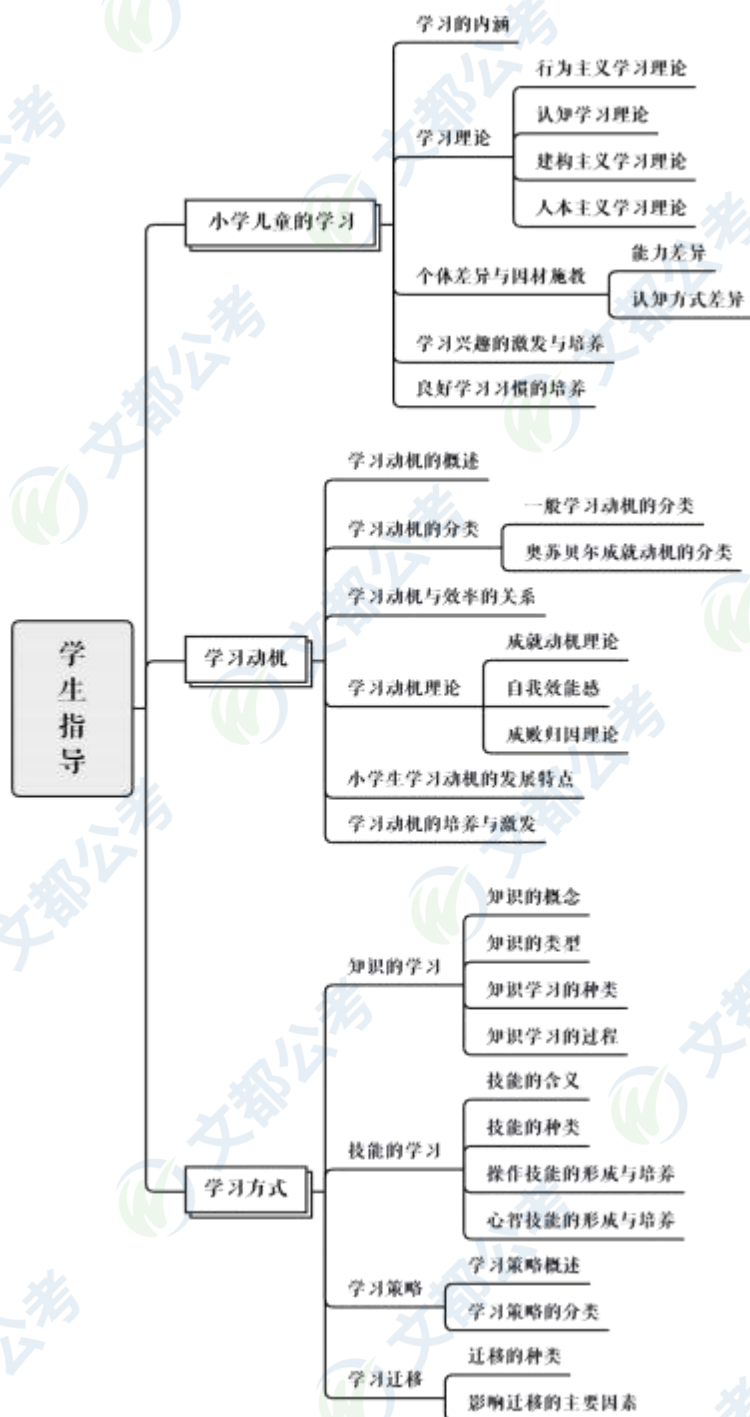 学习的内涵
行为主义学习理论
认知学习理论
学习理论
建构主义学习理论
人本主义学习理论
小学儿童的学习
能力差异
个体差异与因材施教
认知方式差异
学习兴趣的激发与培养
良好学习习惯的培养
学习动机的概述
一般学习动机的分类
学习动机的分类
奥苏贝尔成就动机的分类
学习动机与效率的关系
学生指导
学习动机
成就动机理论
学习动机理论
自我效能感
成败归因理论
小学生学习动机的发展特点
学习动机的培养与激发
知识的概念
知识的类型
知识的学习
知识学习的种类
知识学习的过程
技能的含义
技能的种类
技能的学习
操作技能的形成与培养
心智技能的形成与培养
学习方式
学习策略概述
学习策略
学习策略的分类
迁移的种类
学习迁移
影响迁移的主要因素
文都公考